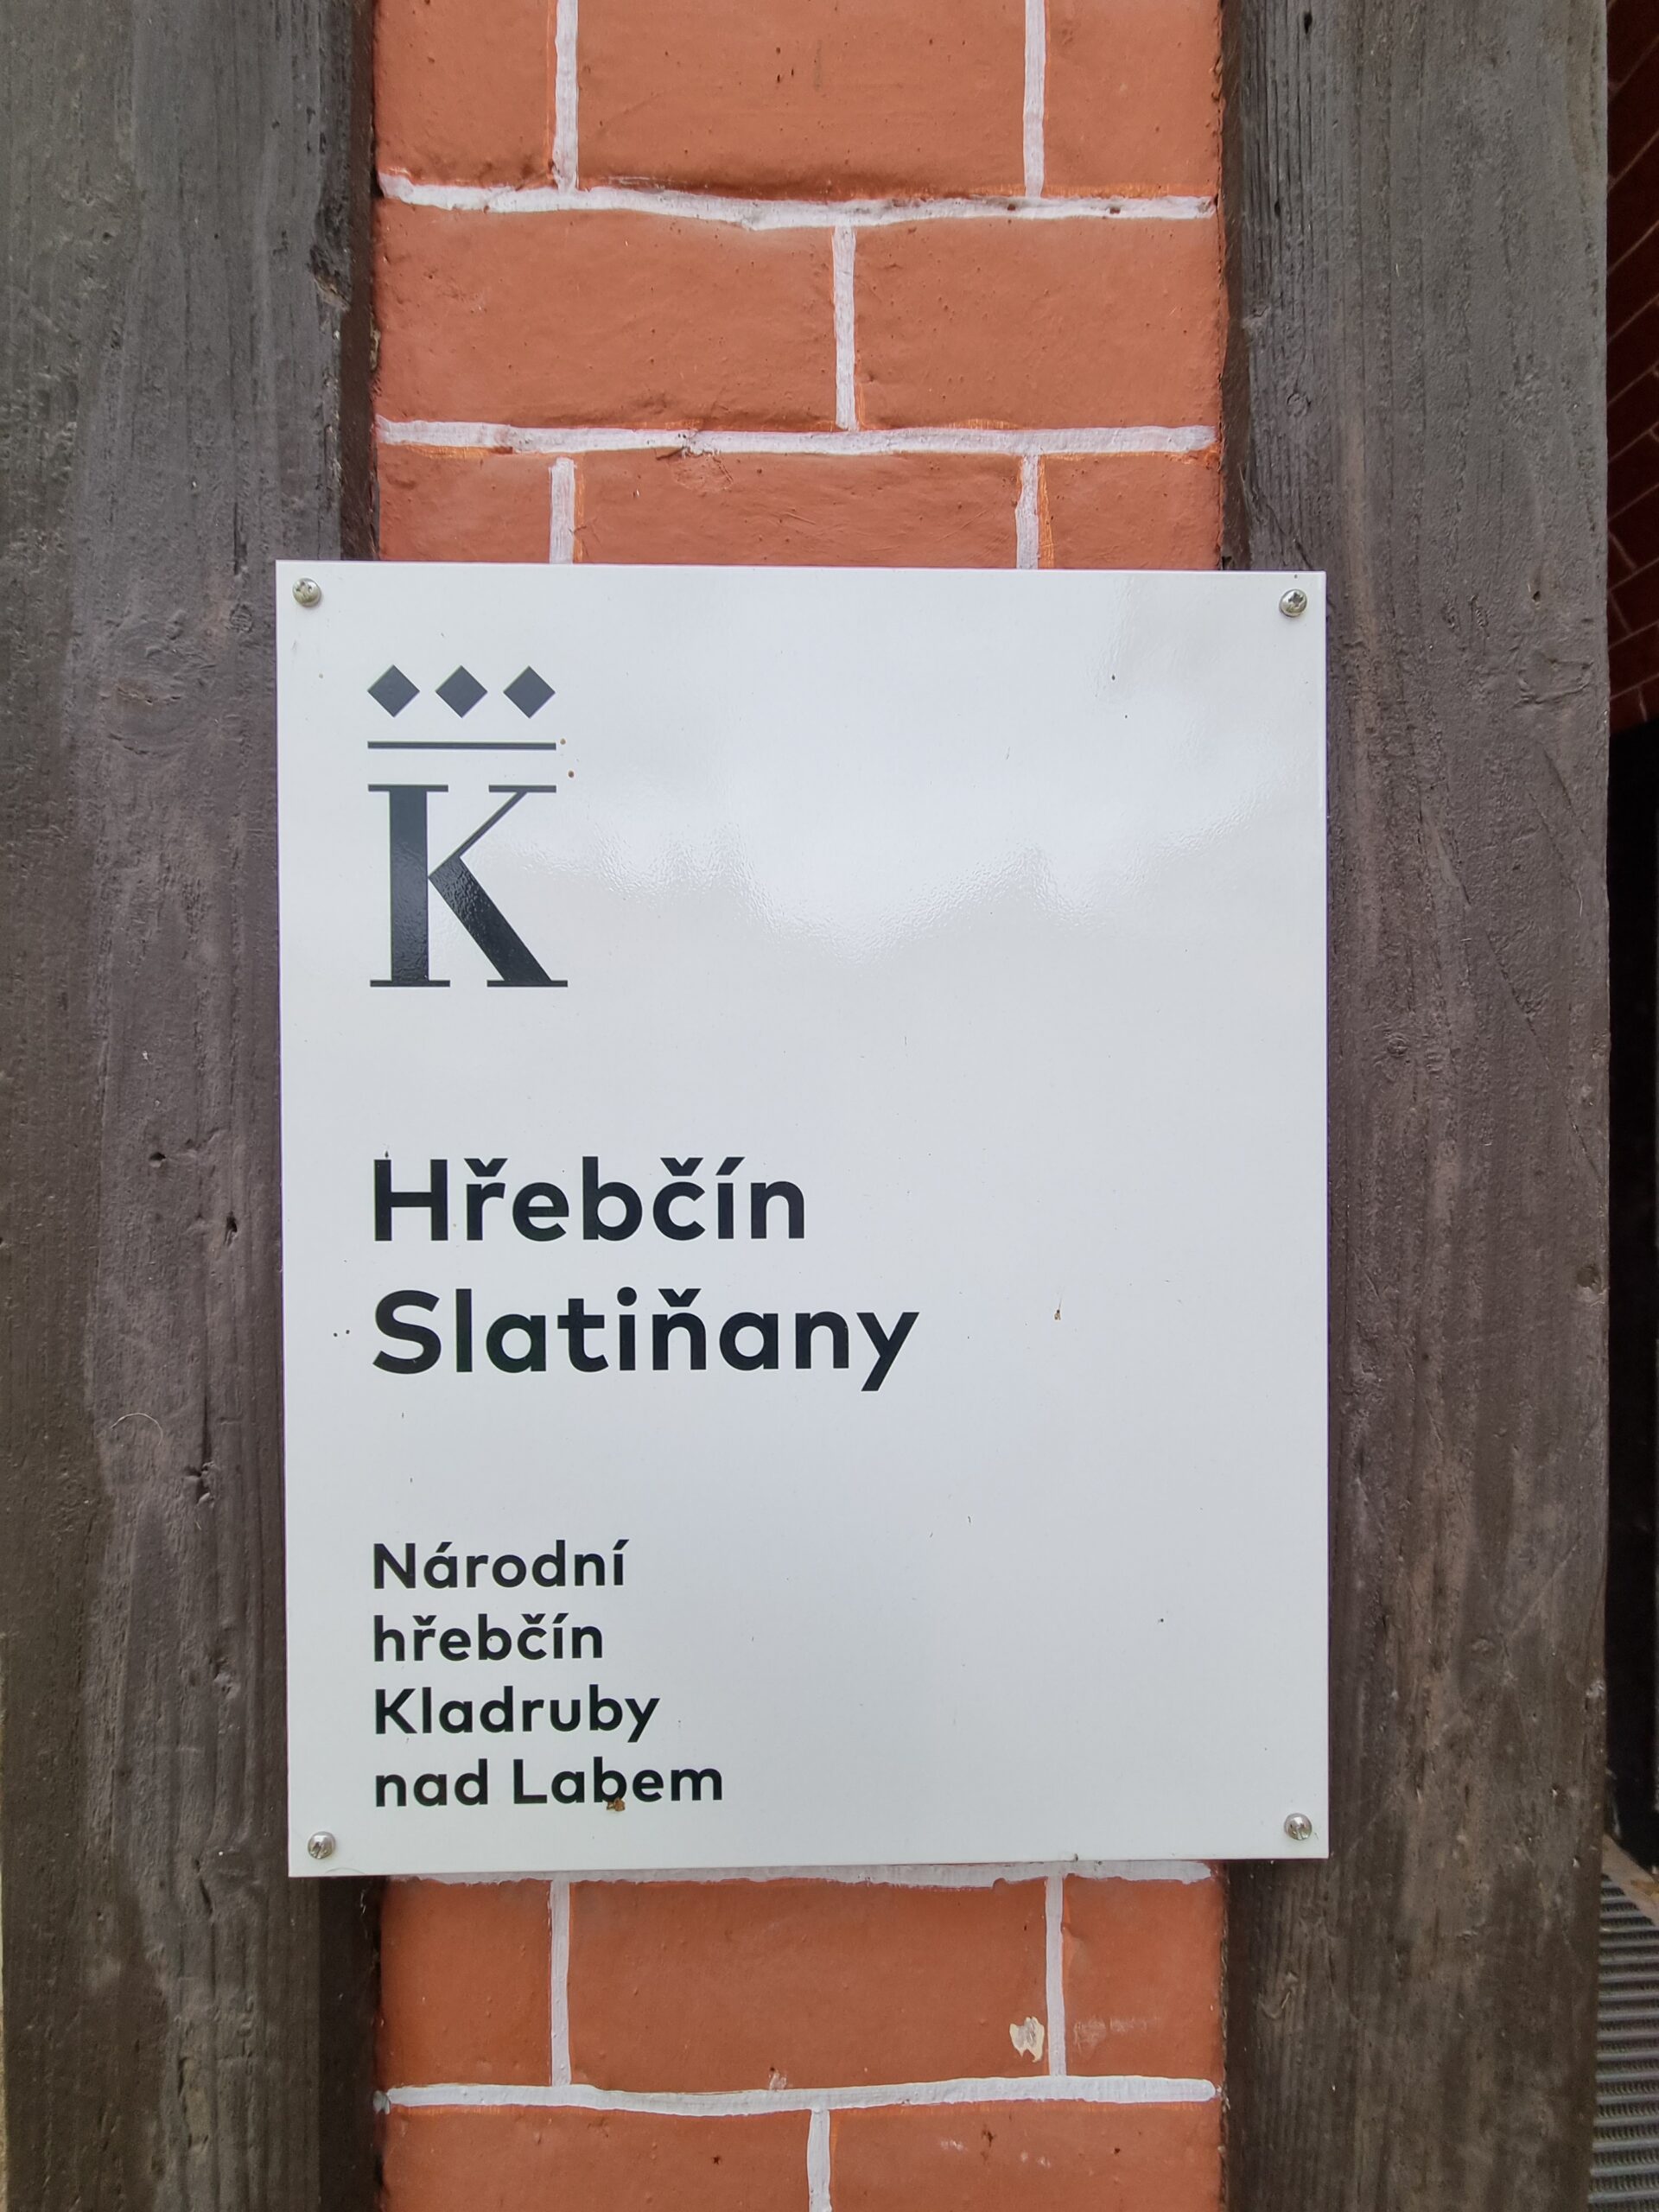 K
Hřebčín
Slatiňany
Národní
hřebčín
Kladruby
nad Labem